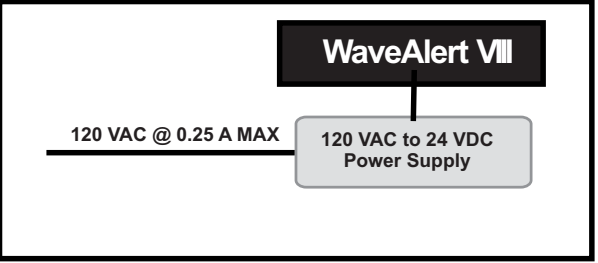 WaveAlert VIII
120 VAC @ 0.25 A MAX
120 VAC to 24 VDC
Power Supply